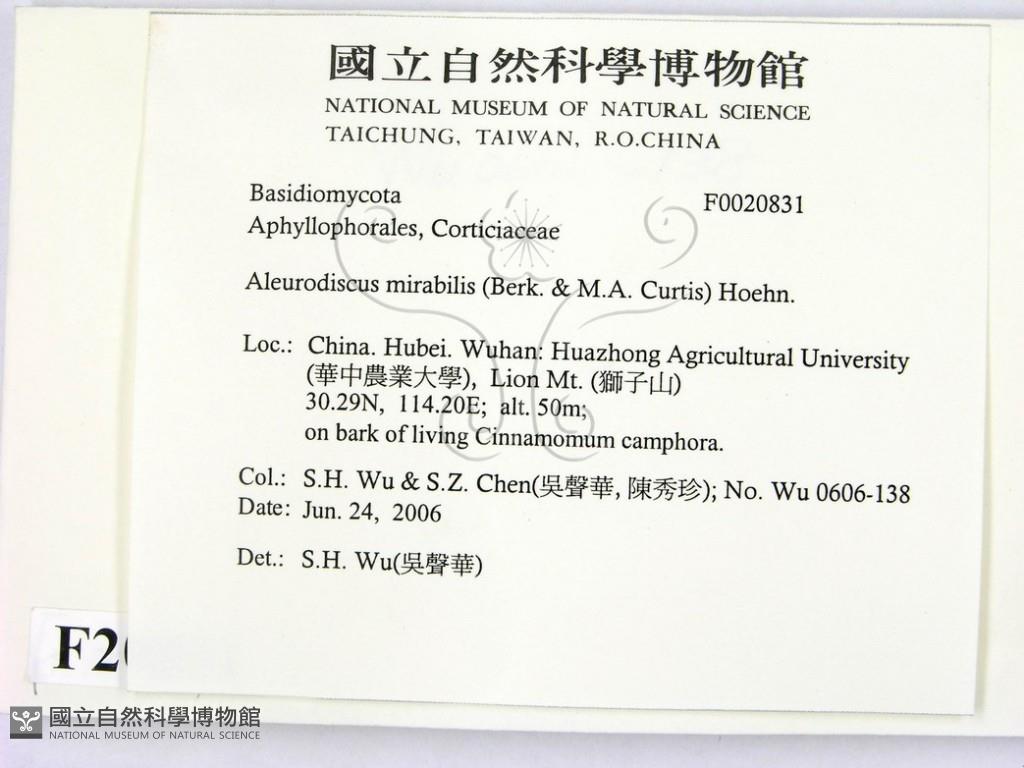 國立自然科學博物館
NATIONAL MUSEUM OF NATURAL SCIENCE
TAICHUNG, TAIWAN, R.O.CHINA
Basidiomycota F0020831
Aphyllophorales, Corticiaceae
Aleurodiscus mirabilis (Berk. & M.A. Curtis) Hoehn.
Loc.: China. Hubei. Wuhan: Huazhong Agricultural University
(華中農業大學), Lion Mt. (獅子山)
30.29N, 114.20E; alt. 50m;
on bark of living Cinnamomum camphora.
Col.: S.H. Wu & S.Z. Chen(吳聲華, 陳秀珍); No. Wu 0606-138
Date: Jun. 24, 2006
Det.: S.H. Wu(吳聲華)
F20
國立自然科學博物館
NATIONAL MUSEUM OF NATURAL SCIENCE